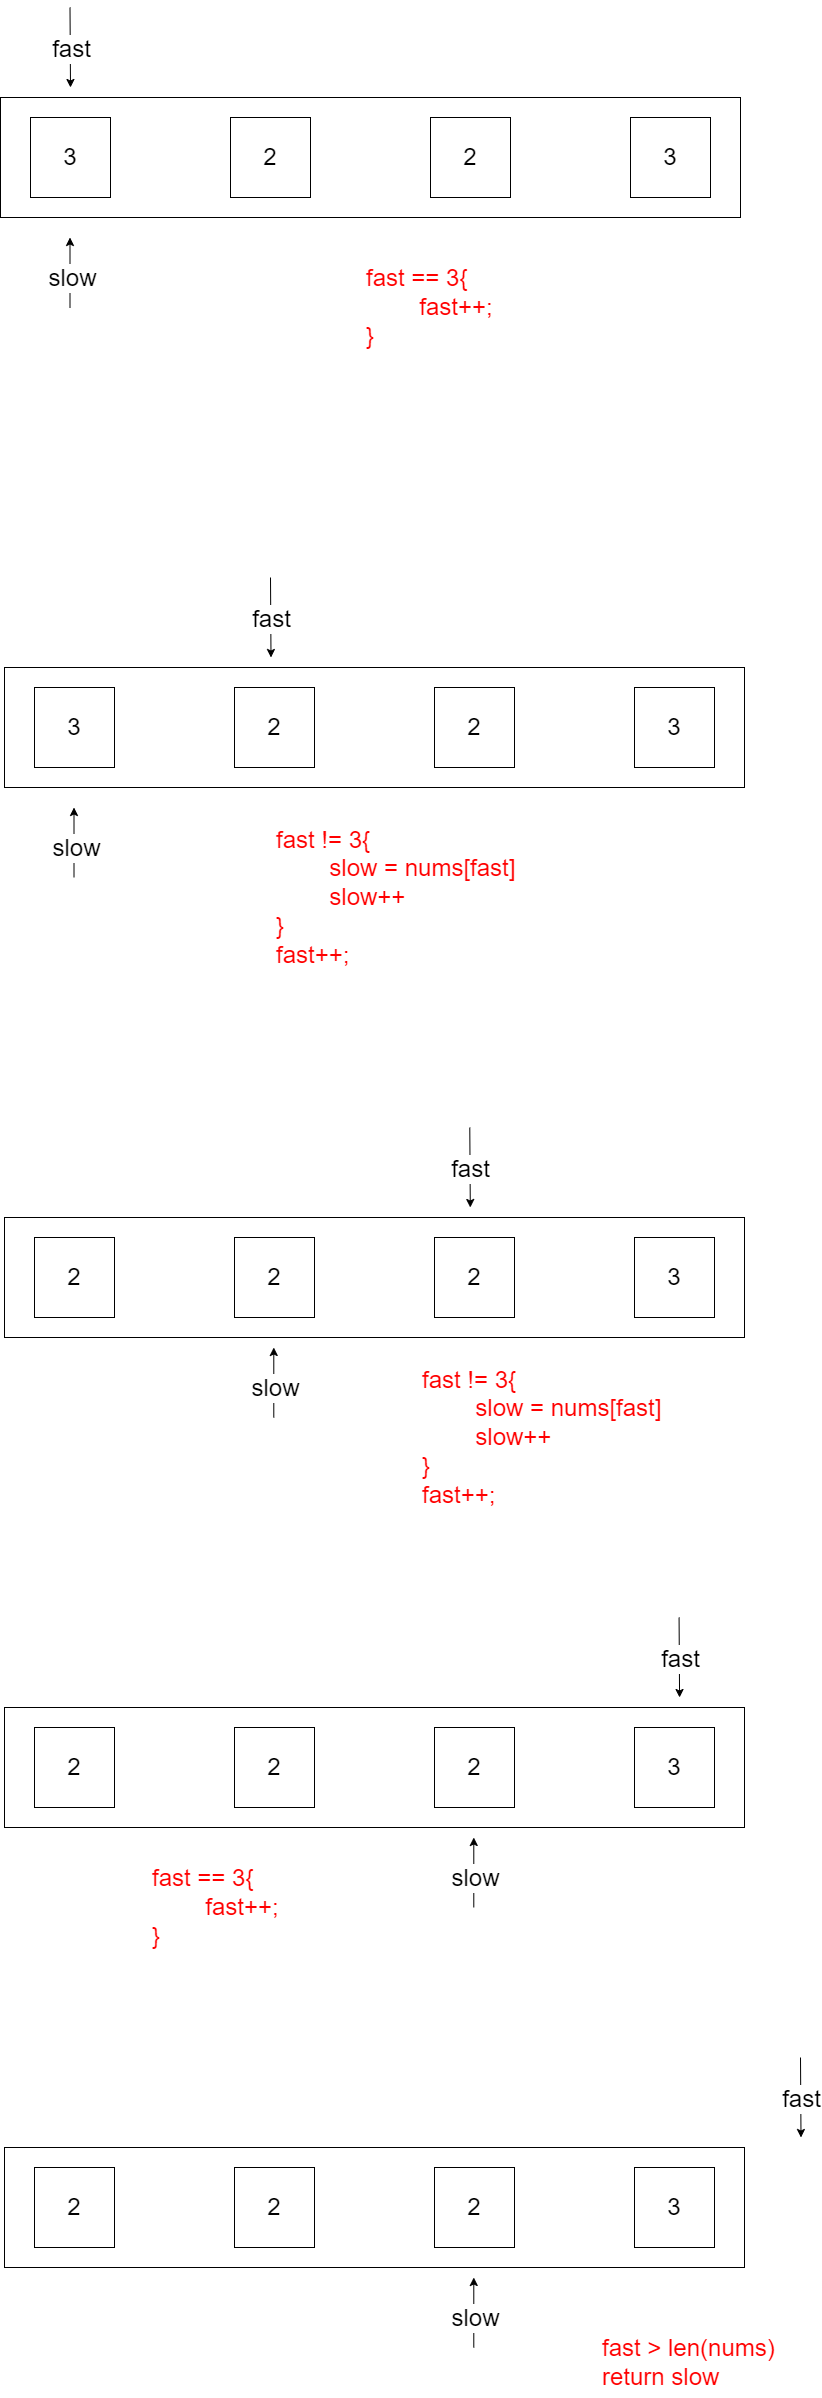 fast
3 2 2 3
slow
fast == 3{
fast++;
}
fast
3 2 2 3
slow
fast != 3{
slow = nums[fast]
slow++
}
fast++;
fast
2 2 2 3
slow
fast != 3{
slow = nums[fast]
slow++
}
fast++;
fast
2 2 2 3
slow
fast == 3{
fast++;
}
fast
2 2 2 3
slow
fast > len(nums)
return slow